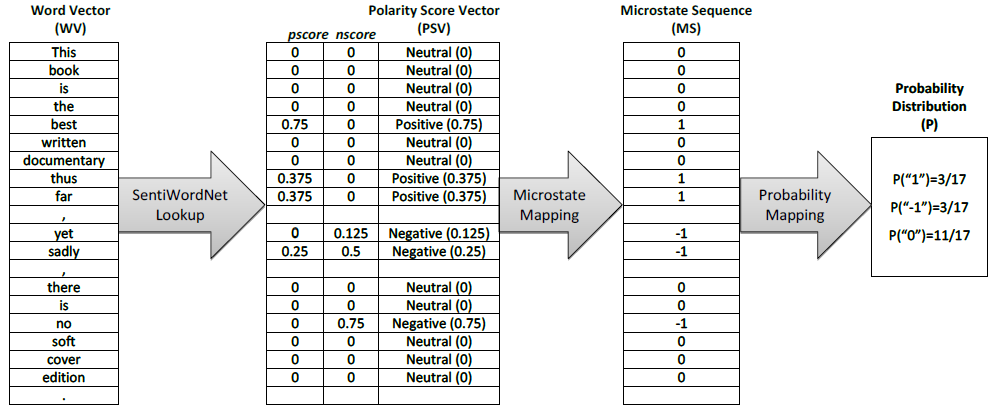 Word Vector
(WV)
This
book
is
the
best
written
documentary
thus
far
,
yet
sadly
,
there
is
no
soft
cover
edition
.
SentiWordNet
Lookup
Polarity Score Vector
(PSV)
pscore nscore
0 0 Neutral (0)
0 0 Neutral (0)
0 0 Neutral (0)
0 0 Neutral (0)
0.75 0 Positive (0.75)
0 0 Neutral (0)
0 0 Neutral (0)
0.375 0 Positive (0.375)
0.375 0 Positive (0.375)
0 0.125 Negative (0.125)
0.25 0.5 Negative (0.25)
0 0 Neutral (0)
0 0 Neutral (0)
0 0.75 Negative (0.75)
0 0 Neutral (0)
0 0 Neutral (0)
0 0 Neutral (0)
Microstate
Mapping
Microstate Sequence
(MS)
0
0
0
0
1
0
0
1
1
-1
-1
0
0
-1
0
0
0
Probability
Mapping
Probability
Distribution
(P)
P("1")=3/17
P("-1")=3/17
P("0")=11/17